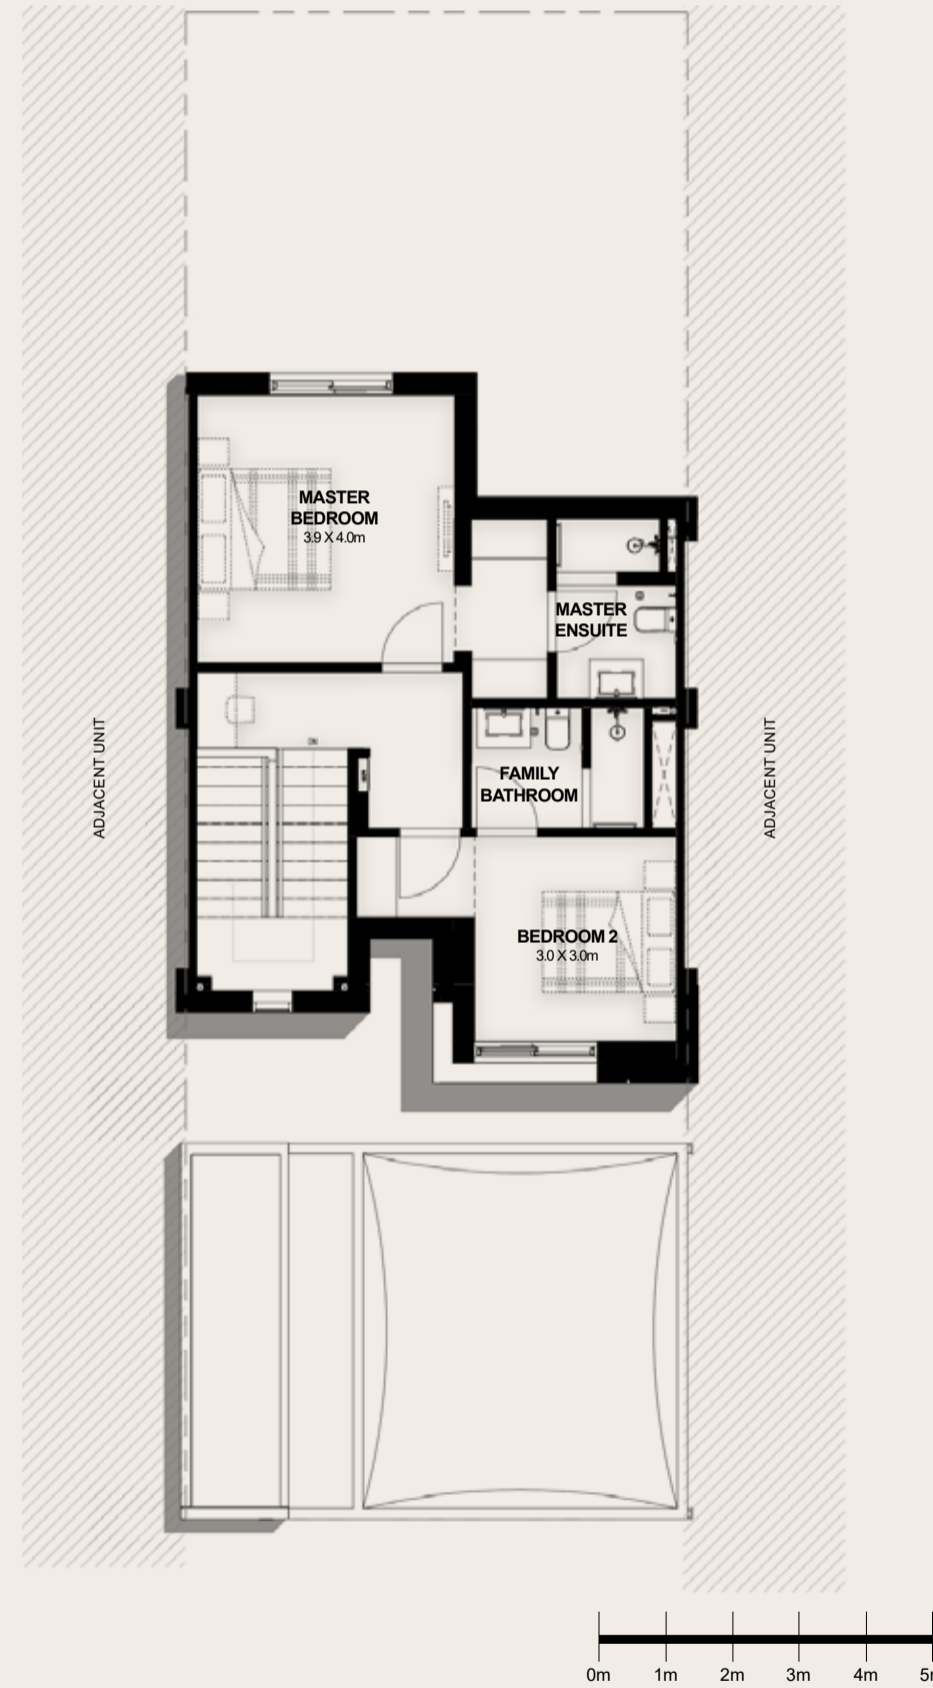 MASTER
BEDROOM
3.9 X 4.0m
MASTER
ENSUITE
DN
FAMILY
BATHROOM
ADJACENT UNIT
ADJACENT UNIT
BEDROOM 2
3.0 X 3.0m
0m 1m 2m 3m 4m